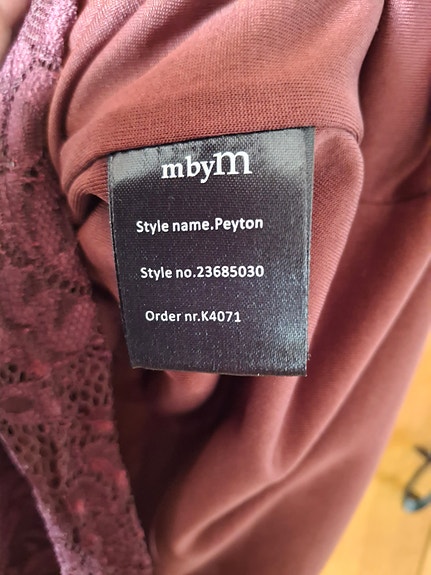 mbyM
Style name.Peyton
Style no.23685030
Order nr.K4071